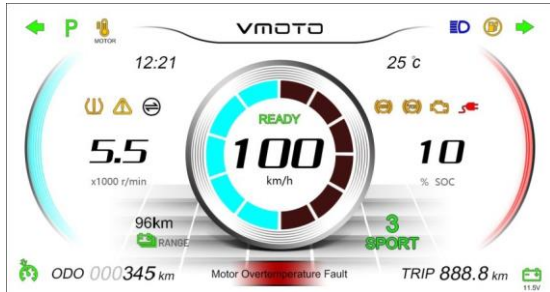 P
MOTOR
VMOTO
12:21
25 °c
READY
5.5
x1000 r/min
100
km/h
10
% SOC
96km
RANGE
3
SPORT
ODO 000345 km
Motor Overtemperature Fault
TRIP 888.8 km
11.5V